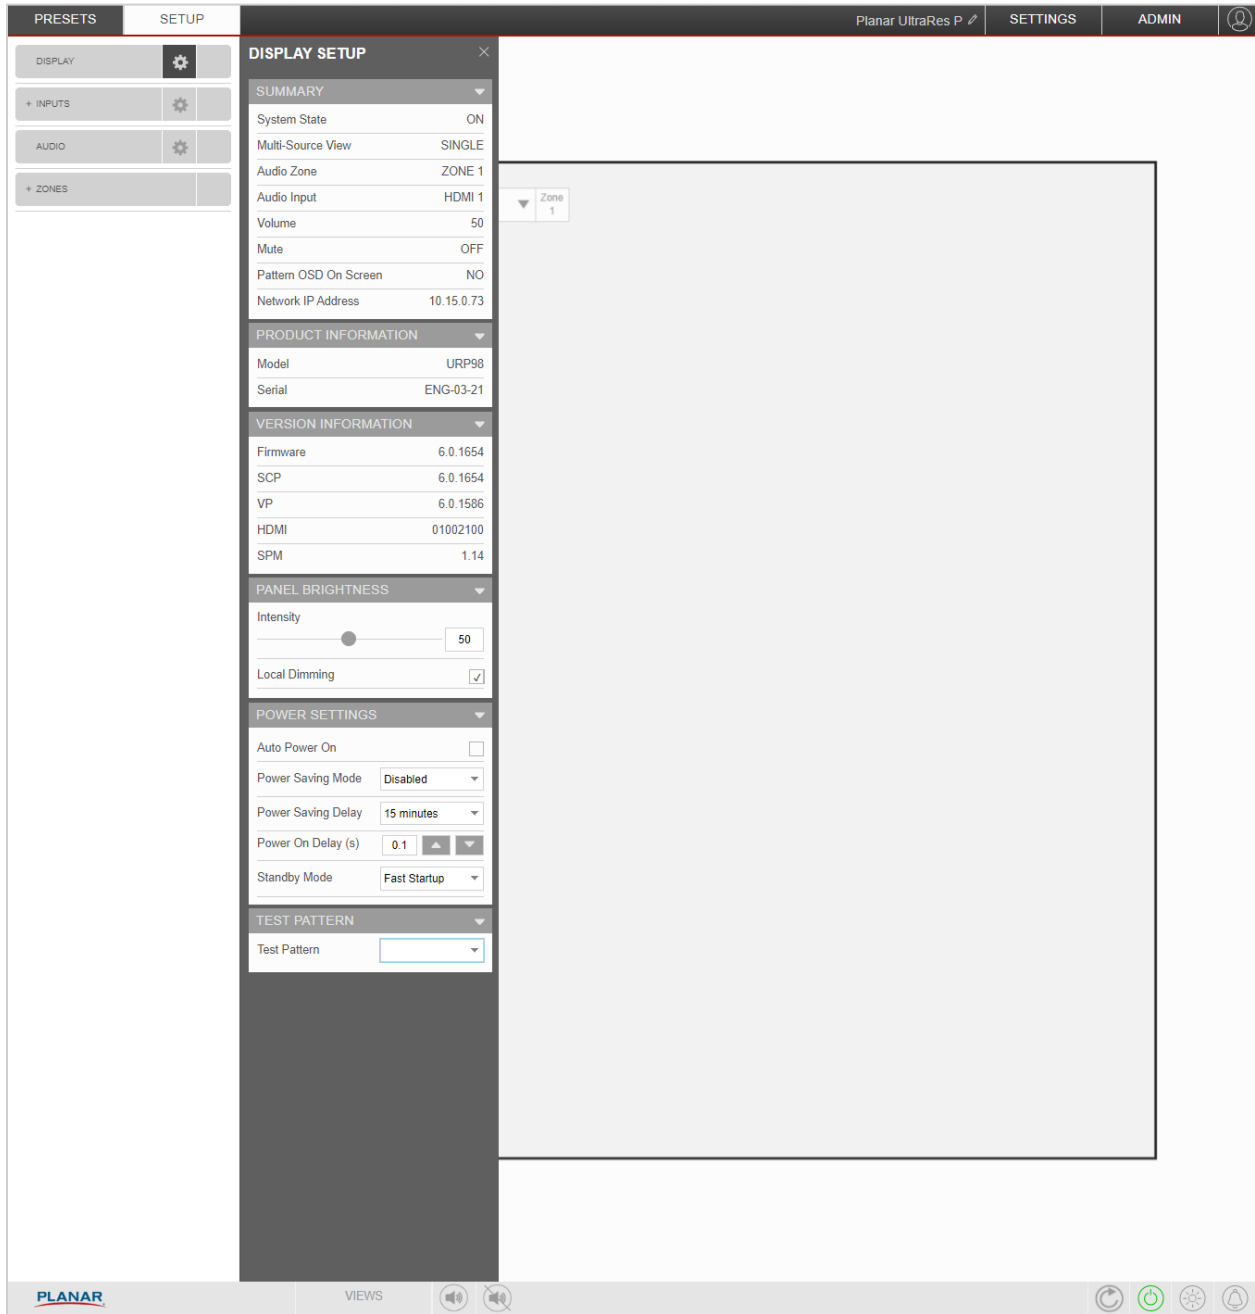 PRESETS SETUP Planar UltraRes P SETTINGS ADMIN
DISPLAY
+ INPUTS
AUDIO
+ ZONES
DISPLAY SETUP
SUMMARY
System State ON
Multi-Source View SINGLE
Audio Zone ZONE 1
Audio Input HDMI 1
Volume 50
Mute OFF
Pattern OSD On Screen NO
Network IP Address 10.15.0.73
PRODUCT INFORMATION
Model URP98
Serial ENG-03-21
VERSION INFORMATION
Firmware 6.0.1654
SCP 6.0.1654
VP 6.0.1586
HDMI 01002100
SPM 1.14
PANEL BRIGHTNESS
Intensity
50
Local Dimming
POWER SETTINGS
Auto Power On
Power Saving Mode Disabled
Power Saving Delay 15 minutes
Power On Delay (s) 0.1
Standby Mode Fast Startup
TEST PATTERN
Test Pattern
Zone
1
PLANAR VIEWS